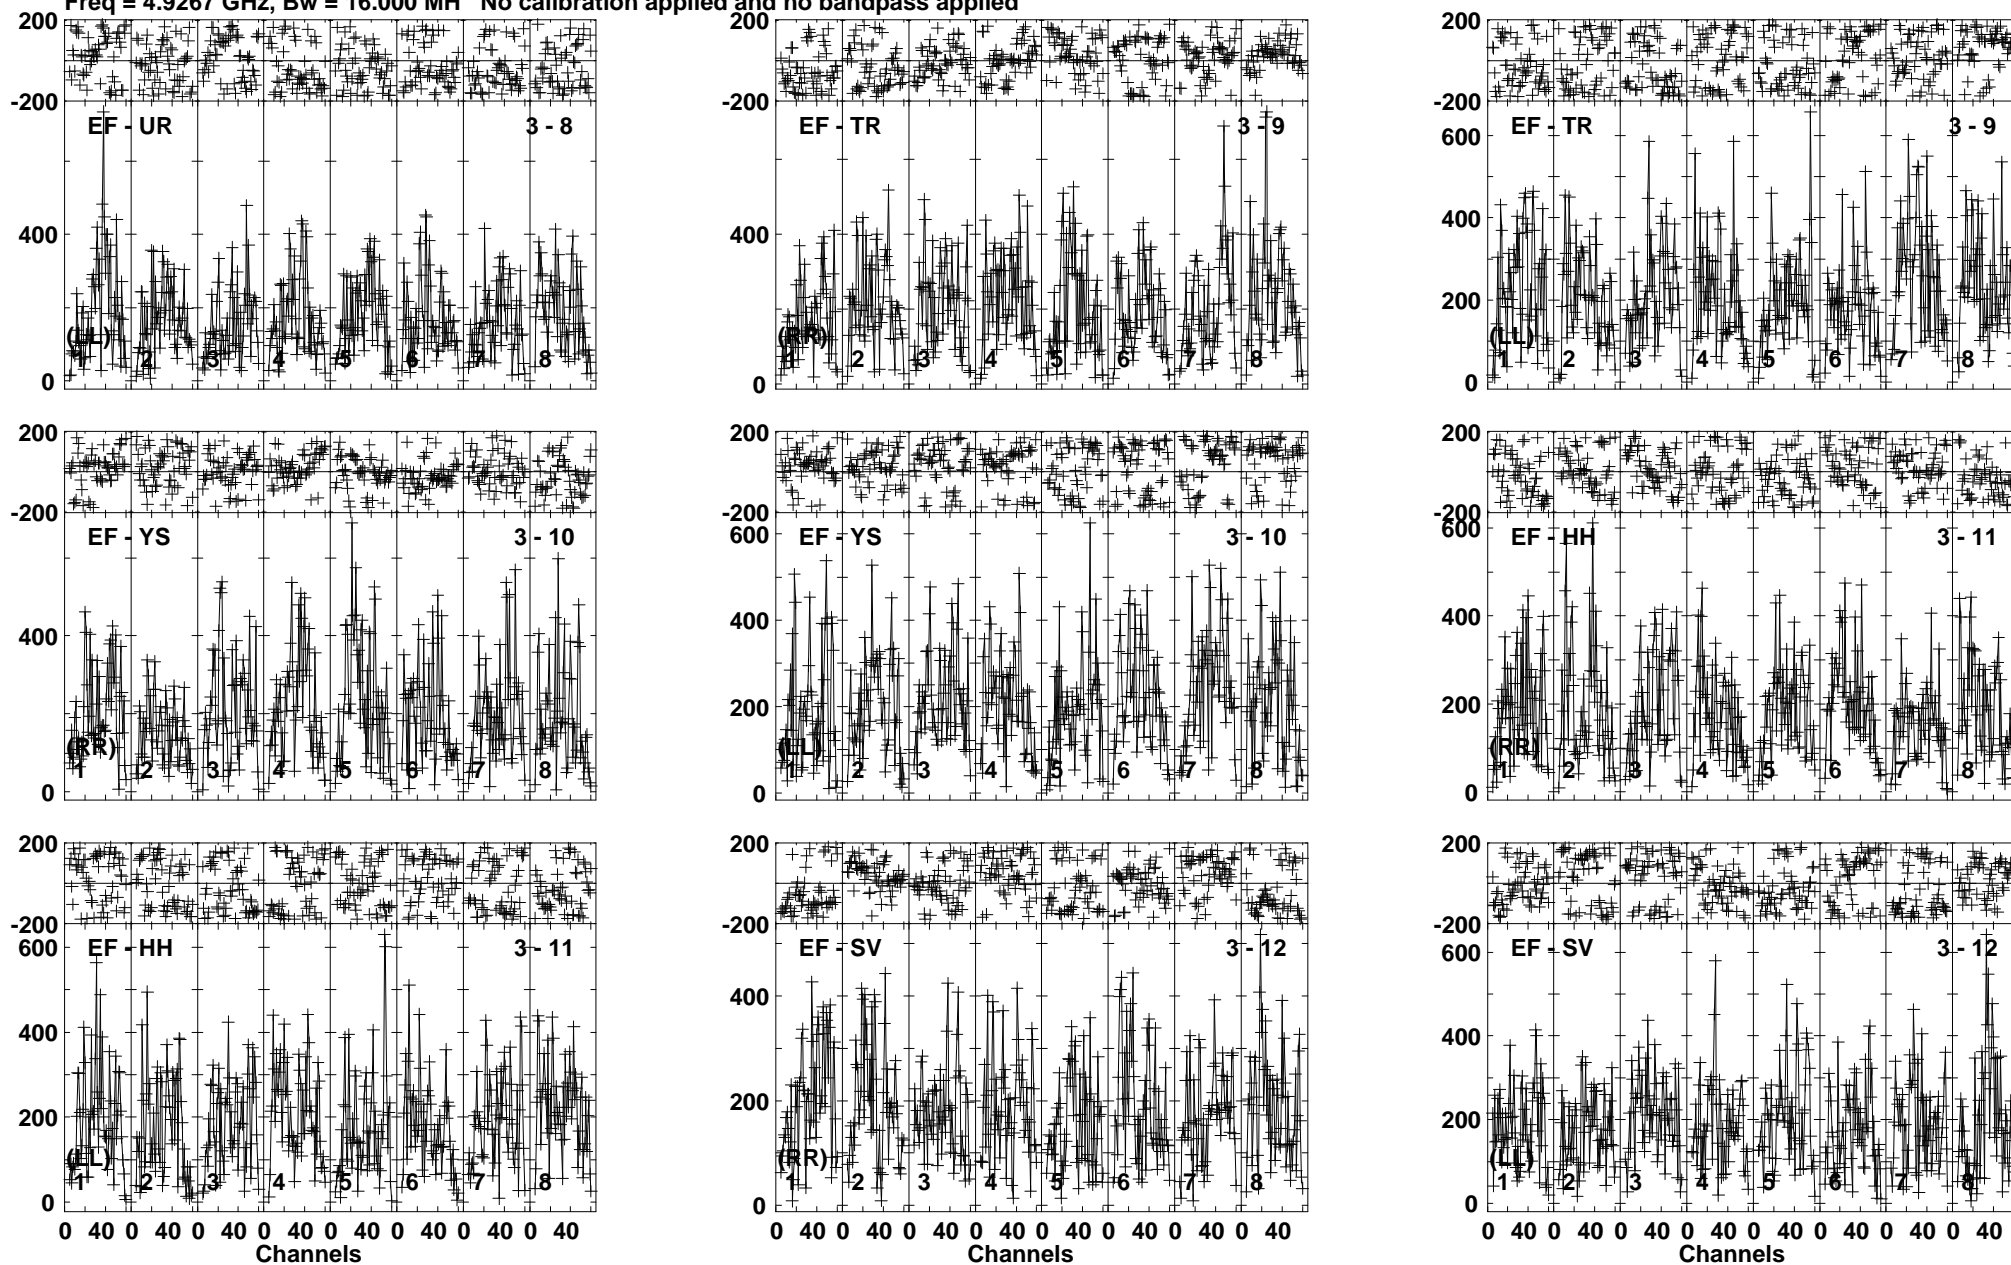 Freq = 4.9267 GHz, Bw = 16.000 MH No calibration applied and no bandpass applied
200
-200
EF - UR 3 - 8
400
(LL)
1 2 3 4 5 6 7 8
0
200
-200
EF - TR 3 - 9
400
(RR)
1 2 3 4 5 6 7 8
0
200
-200
600 EF - TR 3 - 9
400
200
(LL)
1 2 3 4 5 6 7 8
0
200
-200
EF - YS 3 - 10
400
(RR)
1 2 3 4 5 6 7 8
0
200
-200
600 EF - YS 3 - 10
400
200
(LL)
1 2 3 4 5 6 7 8
0
200
-200
600 EF - HH 3 - 11
400
200
(RR)
1 2 3 4 5 6 7 8
0
200
-200
600 EF - HH 3 - 11
400
200
(LL)
1 2 3 4 5 6 7 8
0
0 40 0 40 0 40 0 40 0 40 0 40 0 40 0 40
Channels
200
-200
EF - SV 3 - 12
400
200
(RR)
1 2 3 4 5 6 7 8
0
0 40 0 40 0 40 0 40 0 40 0 40 0 40 0 40
Channels
200
-200
600 EF - SV 3 - 12
400
200
(LL)
1 2 3 4 5 6 7 8
0
0 40 0 40 0 40 0 40 0 40 0 40 0 40 0 40
Channels